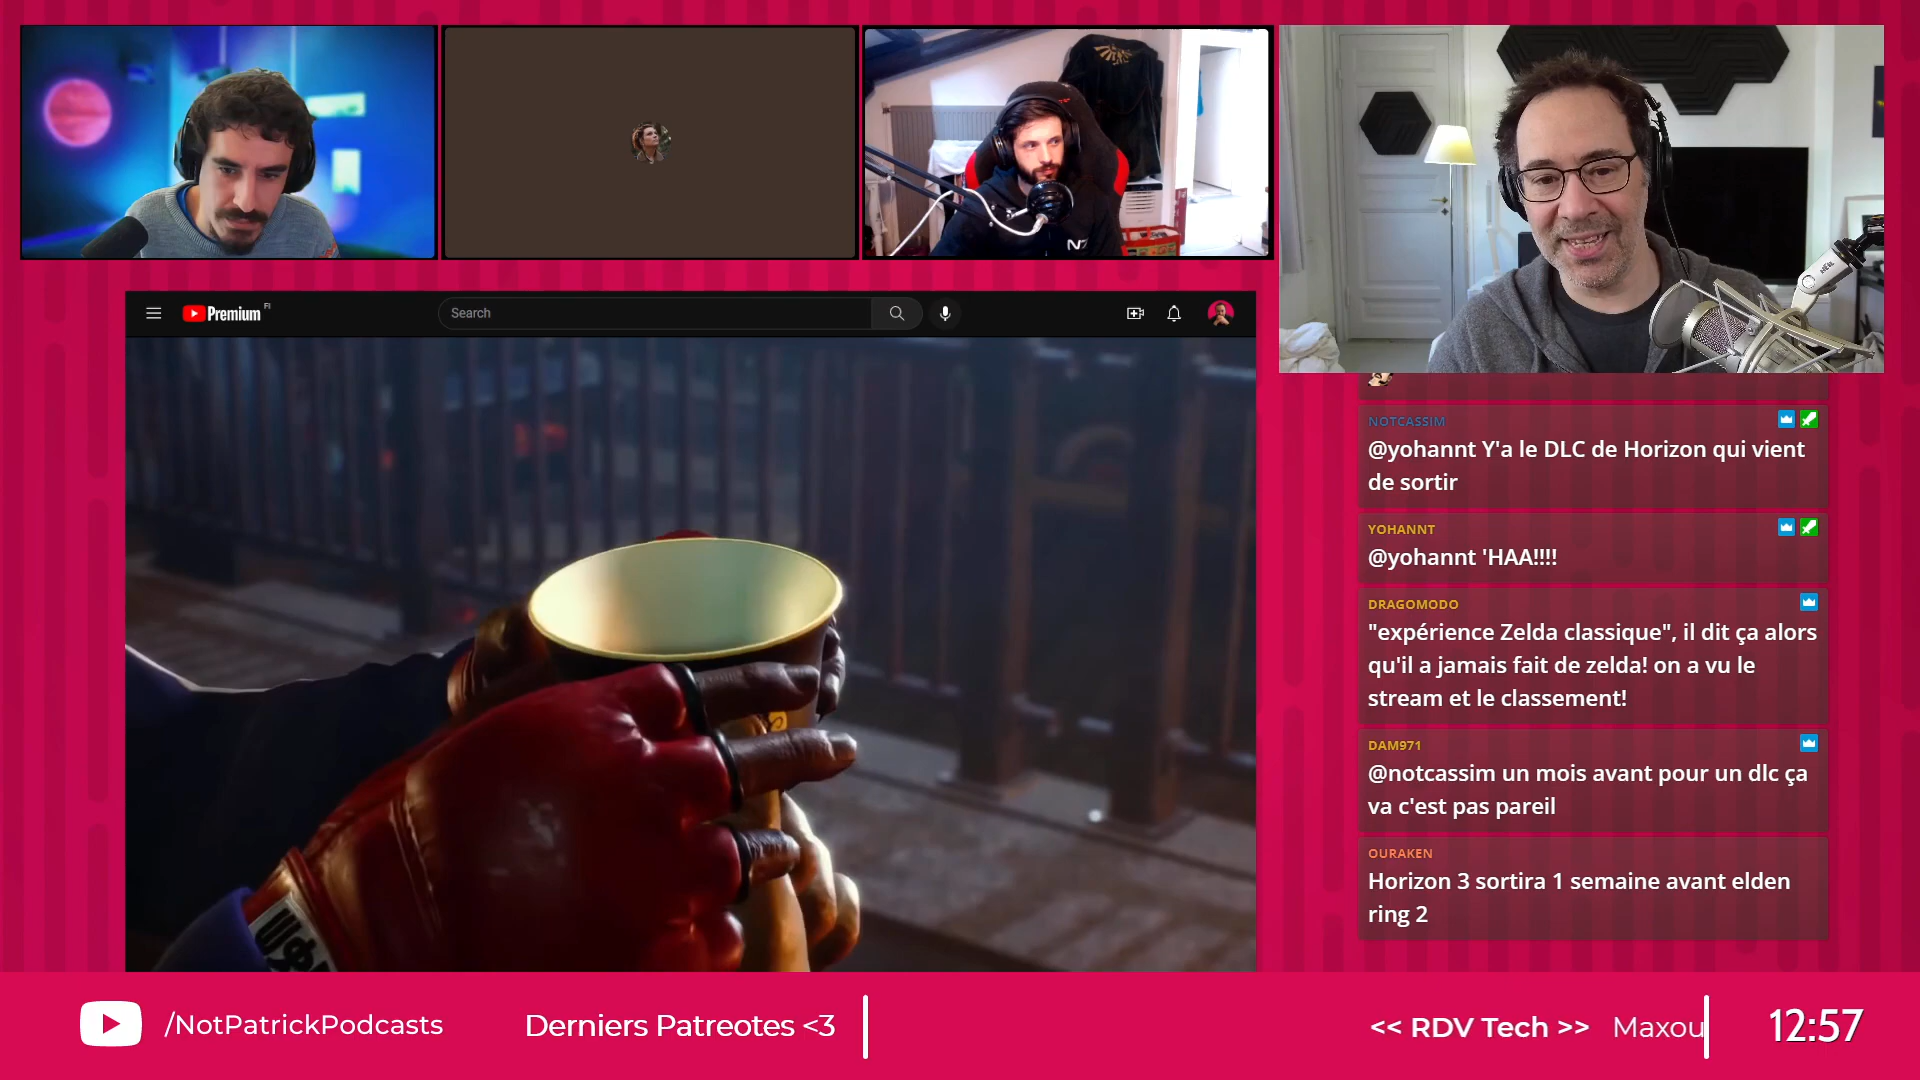 N7
Premium FI
Search
NOTCASSIM
@yohannt Y'a le DLC de Horizon qui vient
de sortir
YOHANNT
@yohannt 'HAA!!!!
DRAGOMODO
"expérience Zelda classique", il dit ça alors
qu'il a jamais fait de zelda! on a vu le
stream et le classement!
DAM971
@notcassim un mois avant pour un dlc ça
va c'est pas pareil
OURAKEN
Horizon 3 sortira 1 semaine avant elden
ring 2
/NotPatrickPodcasts
Derniers Patreotes <3
<< RDV Tech >> Maxou
12:57